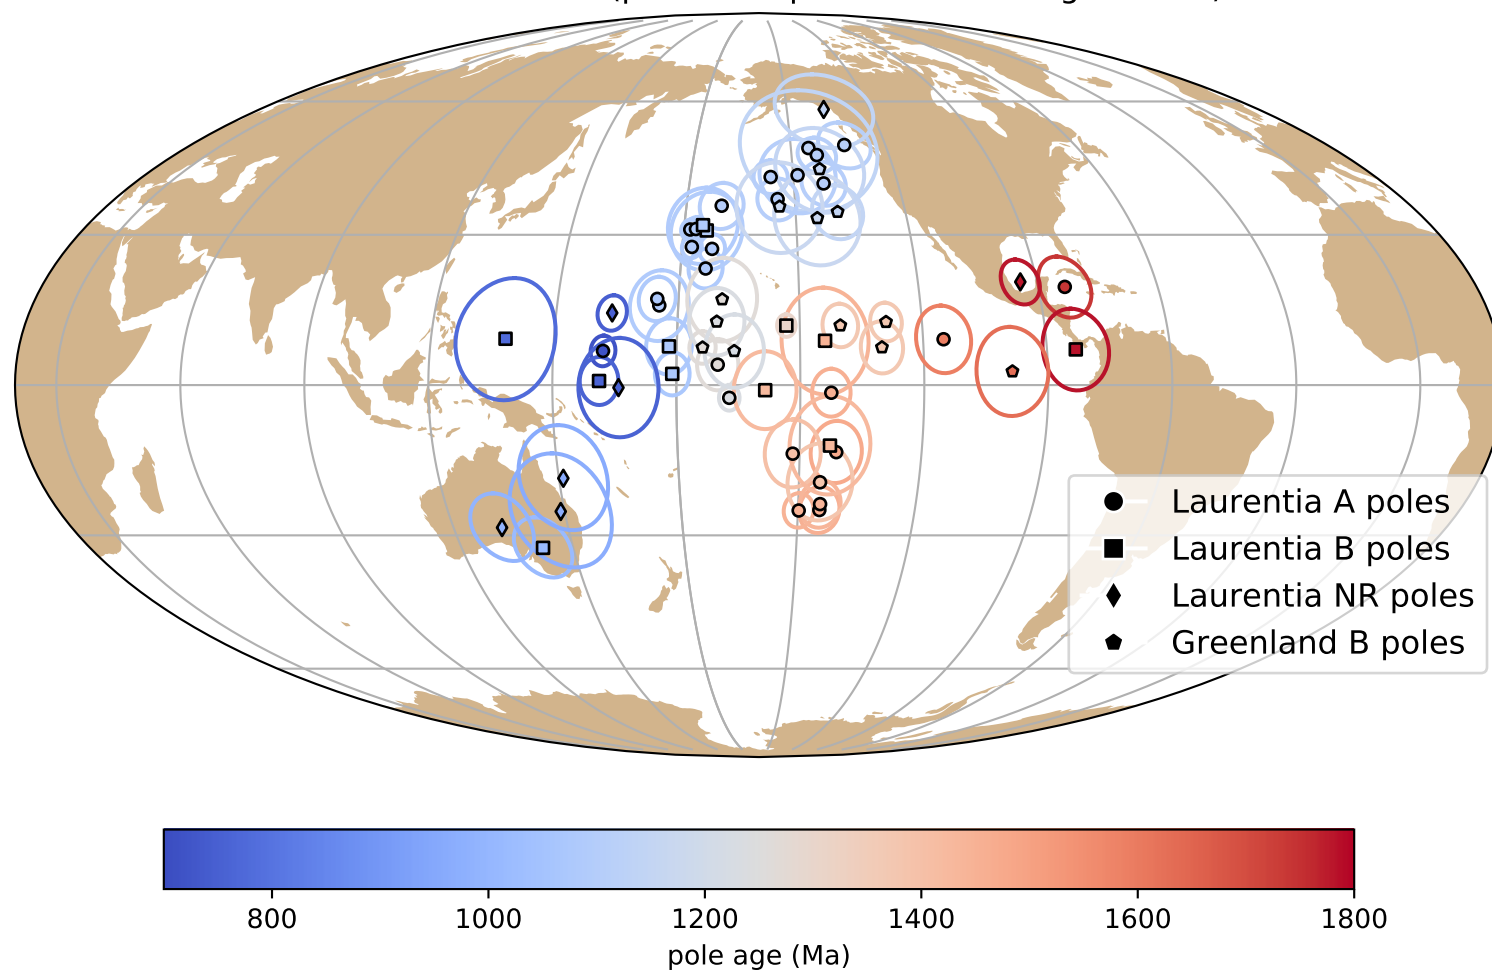 Laurentia A poles
Laurentia B poles
Laurentia NR poles
Greenland B poles
800 1000 1200 1400 1600 1800
pole age (Ma)